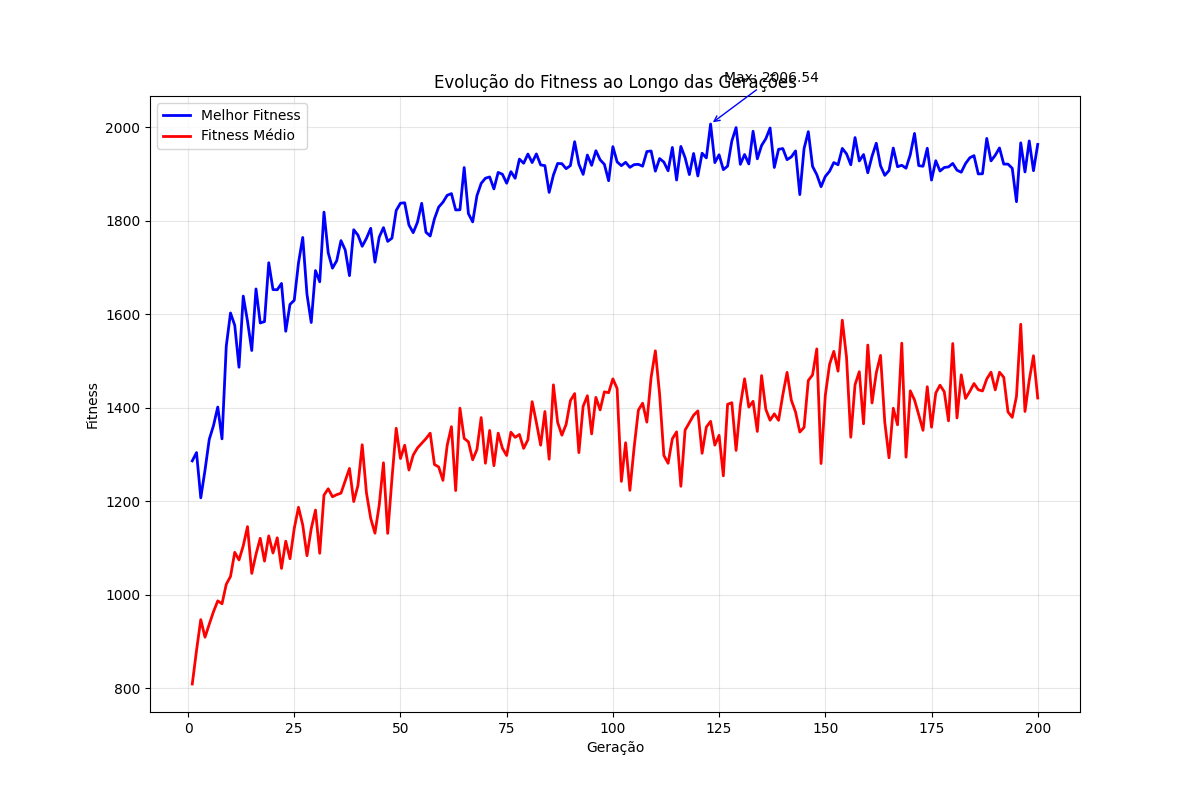 Max: 2006.54
Evolução do Fitness ao Longo das Gerações
Melhor Fitness
Fitness Médio
Fitness
2000
1800
1600
1400
1200
1000
800
0 25 50 75 100 125 150 175 200
Geração